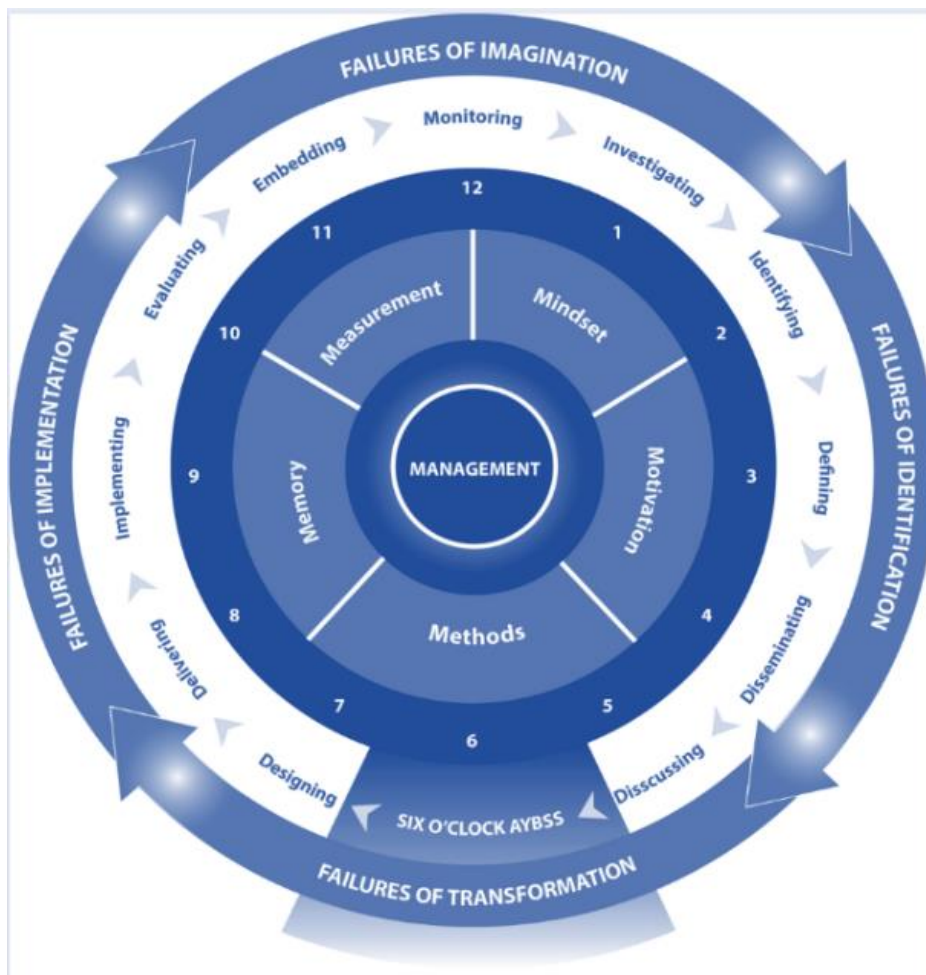 FAILURES OF IMAGINATION
FAILURES OF IDENTIFICATION
FAILURES OF TRANSFORMATION
FAILURES OF IMPLEMENTATION
Monitoring
Investigating
Identifying
Defining
Disseminating
Disscussing
SIX O'CLOCK AYBSS
Designing
Delivering
Implementing
Evaluating
Embedding
12
1
2
3
4
5
6
7
8
9
10
11
Mindset
Motivation
Methods
Memory
Measurement
MANAGEMENT